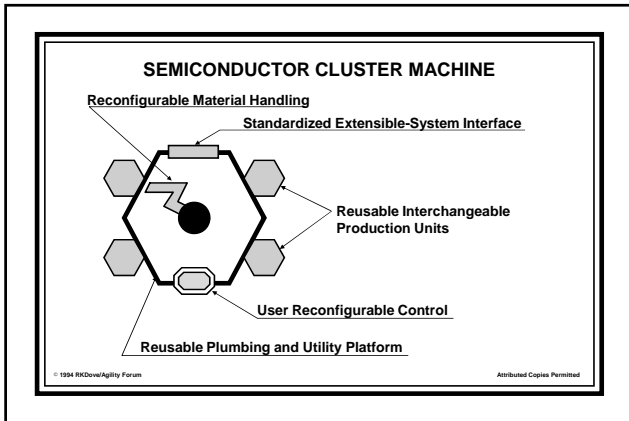 SEMICONDUCTOR CLUSTER MACHINE
Reconfigurable Material Handling
Standardized Extensible-System Interface
Reusable Interchangeable
Production Units
User Reconfigurable Control
Reusable Plumbing and Utility Platform
© 1994 RKDove/Agility Forum
Attributed Copies Permitted